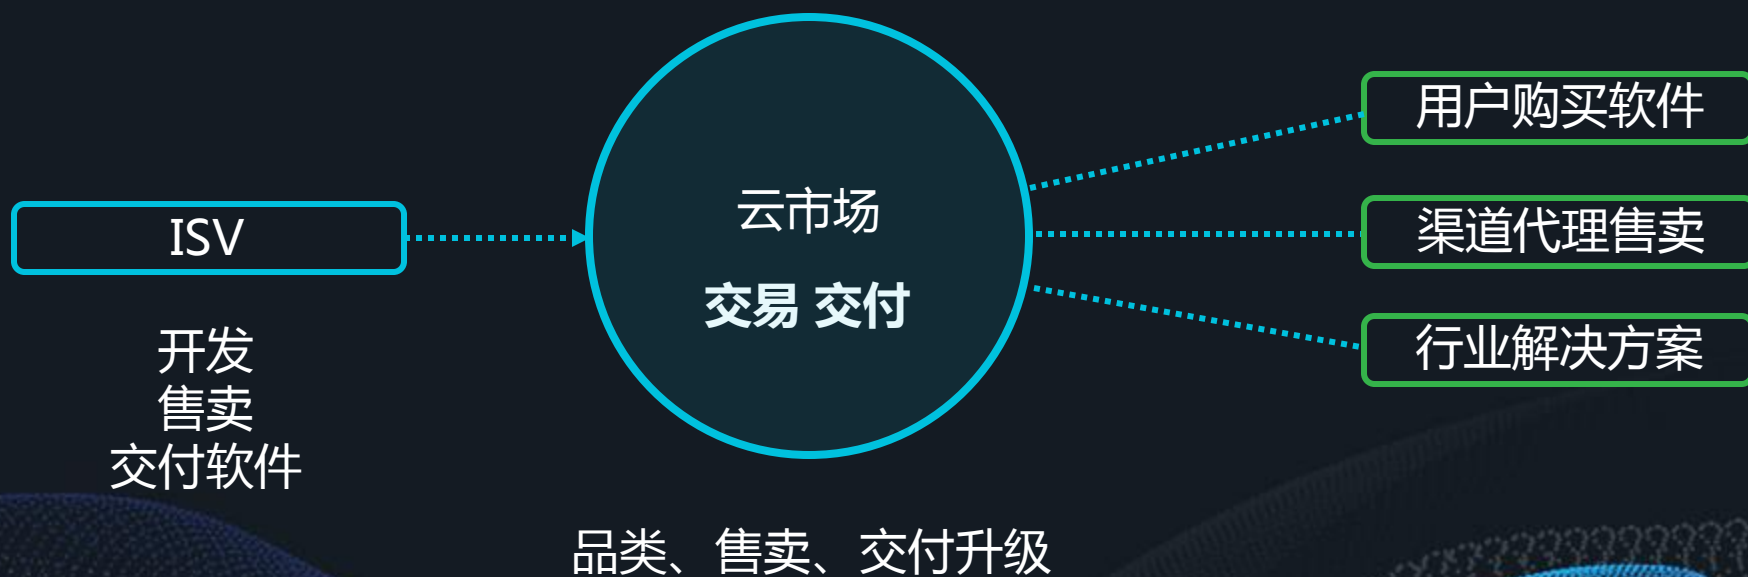 ISV
开发
售卖
交付软件
云市场
交易 交付
品类、售卖、交付升级
用户购买软件
渠道代理售卖
行业解决方案